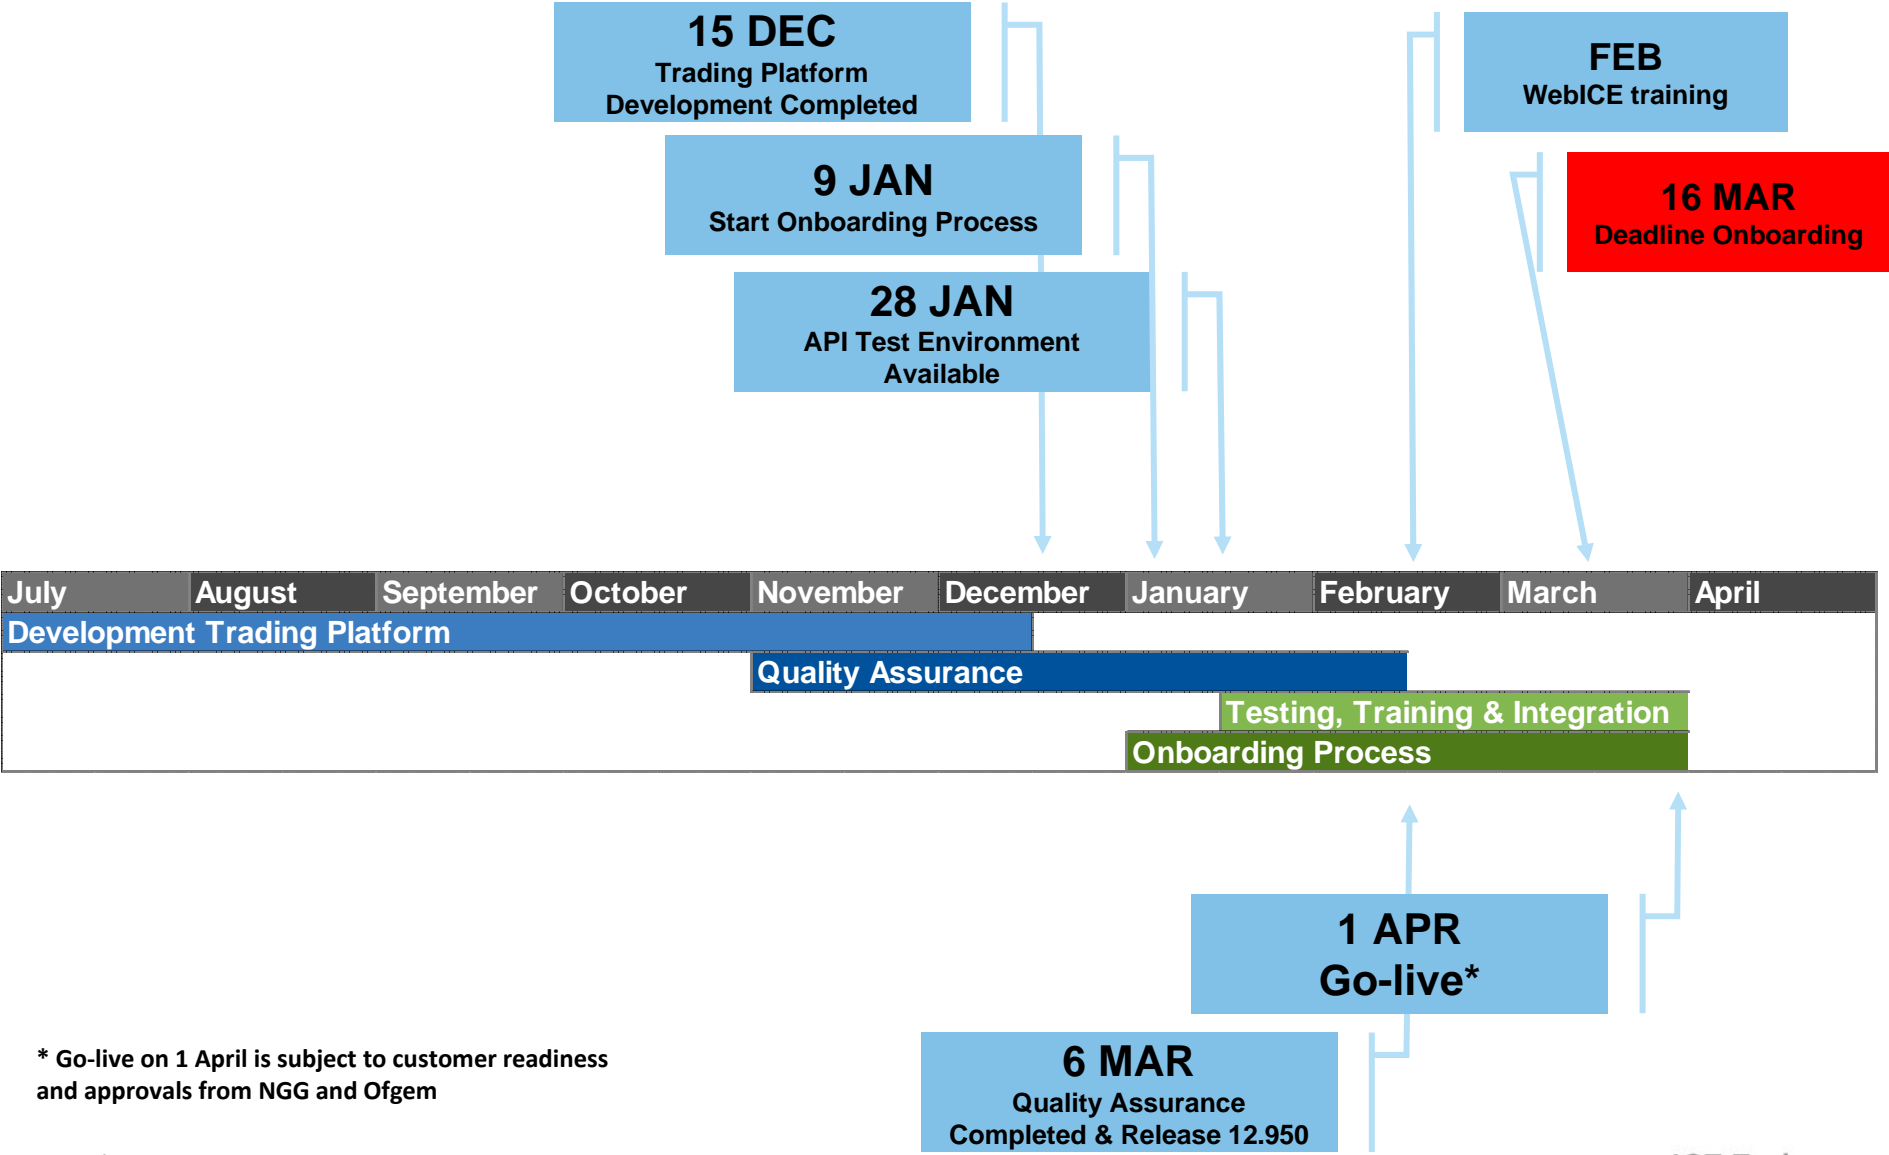 15 DEC
Trading Platform
Development Completed
FEB
WebICE training
9 JAN
Start Onboarding Process
16 MAR
Deadline Onboarding
28 JAN
API Test Environment
Available
July August September October November December January February March April
Development Trading Platform
Quality Assurance
Testing, Training & Integration
Onboarding Process
1 APR
Go-live*
* Go-live on 1 April is subject to customer readiness
and approvals from NGG and Ofgem
6 MAR
Quality Assurance
Completed & Release 12.950